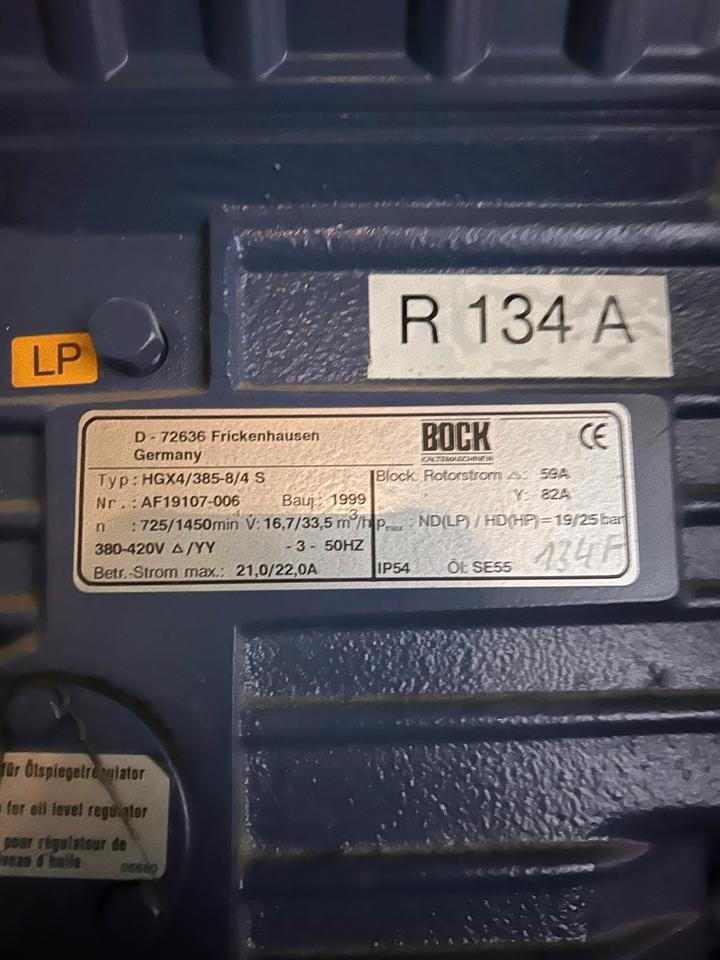 R 134 A
LP
D - 72636 Frickenhausen
Germany
BOCK
KÄLTEMASCHINEN
CE
Typ : HGX4/385-8/4 S
Nr . : AF19107-006 Bauj.: 1999
n : 725/1450min V: 16,7/33,5 m³/h
380-420V △/YY - 3 - 50HZ
Betr.-Strom max.: 21,0/22,0A
Block. Rotorstrom △: 59A
Y: 82A
pmax : ND(LP) / HD(HP)=19/25 bar
IP54 Öl: SE55
134F
für Ölspiegelregulator
for oil level regulator
pour régulateur de
d'huile